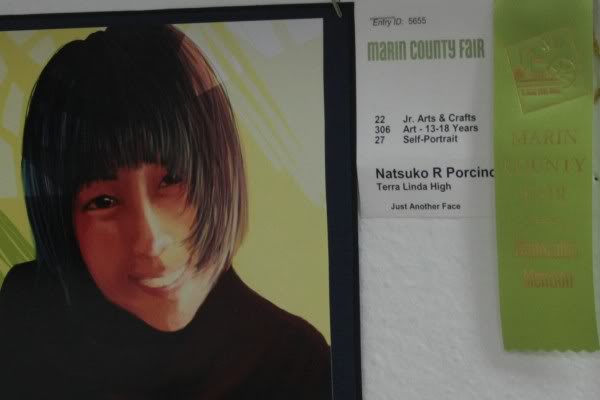 Entry ID: 5655
MARIN COUNTY FAIR
22 Jr. Arts & Crafts
306 Art - 13-18 Years
27 Self-Portrait
Natsuko R Porcino
Terra Linda High
Just Another Face
MARIN
COUNTY
FAIR
Mention